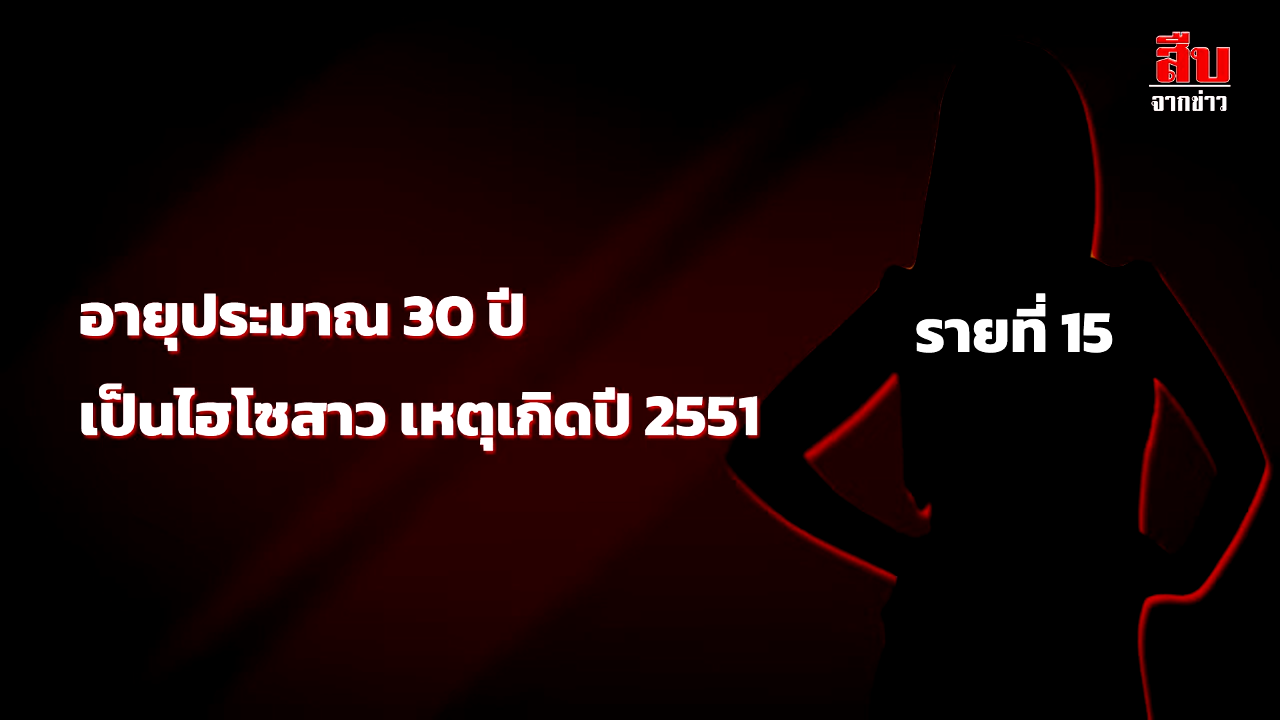 สืบ
จากข่าว
อายุประมาณ 30 ปี
เป็นไฮโซสาว เหตุเกิดปี 2551
รายที่ 15